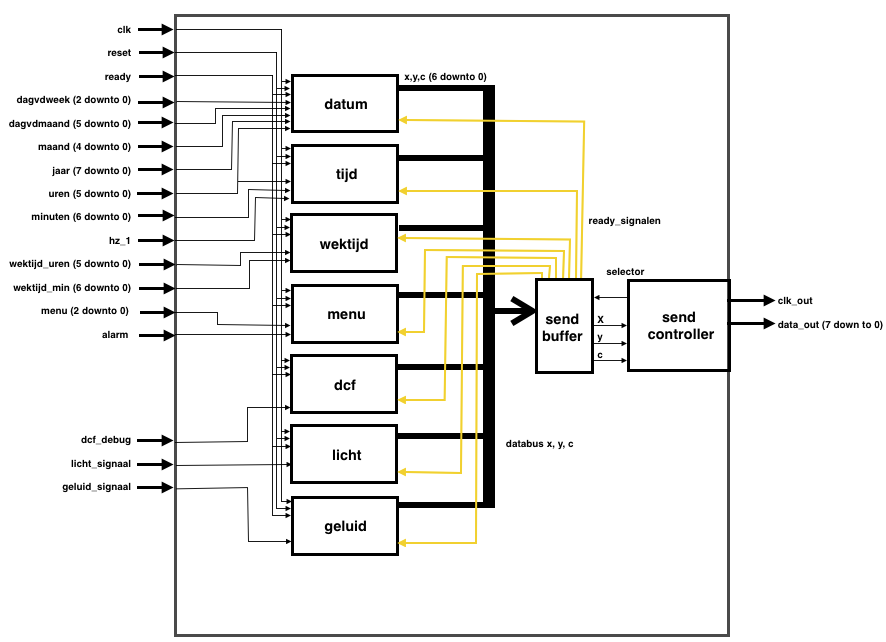 clk
reset
ready
dagvdweek (2 downto 0)
dagvdmaand (5 downto 0)
maand (4 downto 0)
jaar (7 downto 0)
uren (5 downto 0)
minuten (6 downto 0)
hz_1
wektijd_uren (5 downto 0)
wektijd_min (6 downto 0)
menu (2 downto 0)
alarm
dcf_debug
licht_signaal
geluid_signaal
x,y,c (6 downto 0)
datum
tijd
wektijd
menu
dcf
licht
geluid
ready_signalen
databus x, y, c
send
buffer
selector
X
y
c
send
controller
clk_out
data_out (7 down to 0)